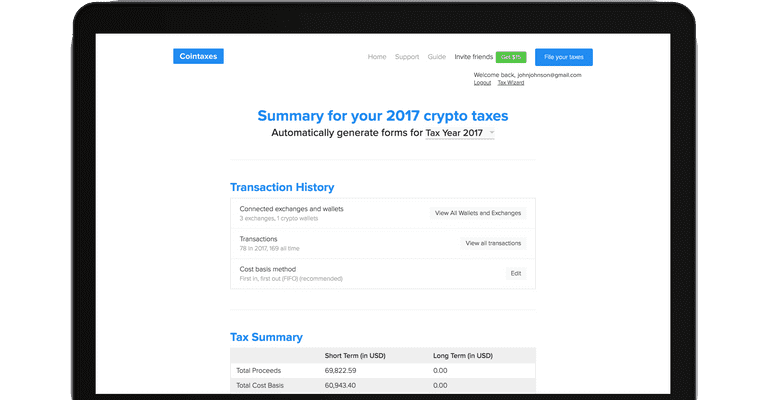 Cointaxes
Home Support Guide Invite friends Get $15 File your taxes
Welcome back, johnjohnson@gmail.com
Logout Tax Wizard
Summary for your 2017 crypto taxes
Automatically generate forms for Tax Year 2017
Transaction History
Connected exchanges and wallets
3 exchanges, 1 crypto wallets
View All Wallets and Exchanges
Transactions
79 in 2017, 169 all time
View all transactions
Cost basis method
First in, first out (FIFO) (recommended)
Edit
Tax Summary
Short Term (in USD) Long Term (in USD)
Total Proceeds 69,822.59 0.00
Total Cost Basis 60,943.40 0.00